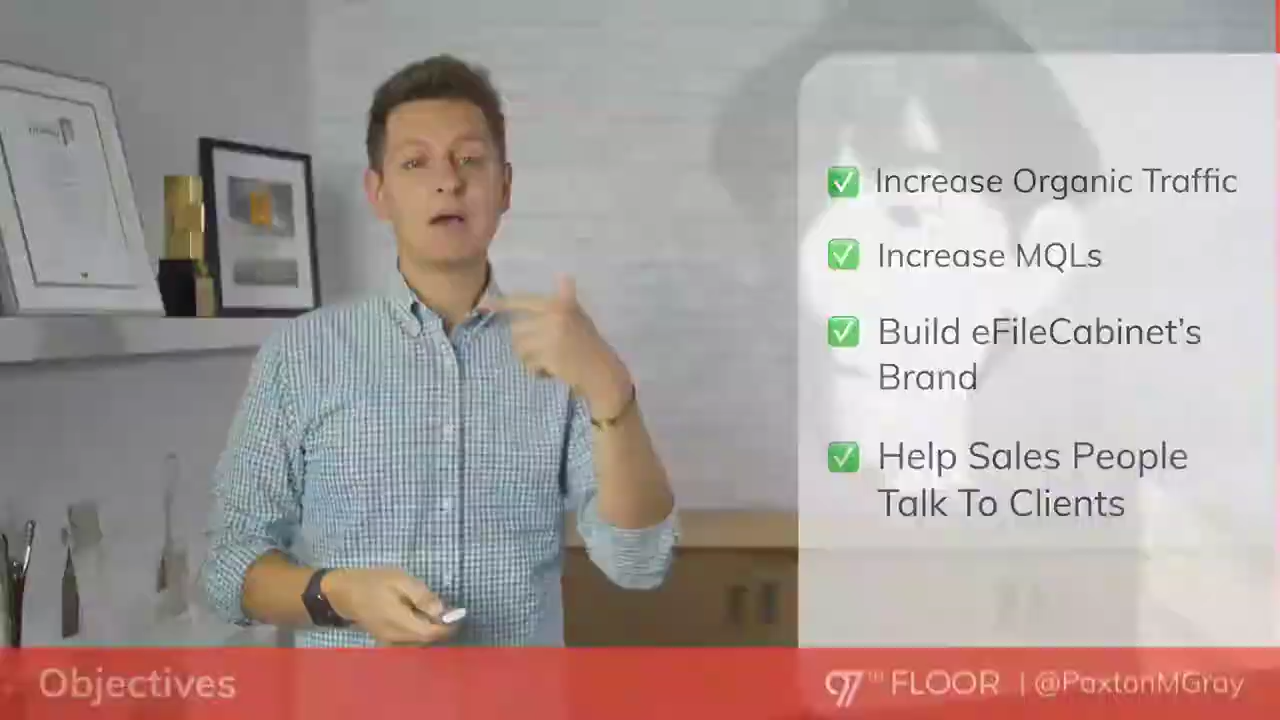 Increase Organic Traffic
Increase MQLs
Build eFileCabinet's
Brand
Help Sales People
Talk To Clients
Objectives
97TH FLOOR | @PaxtonMGray